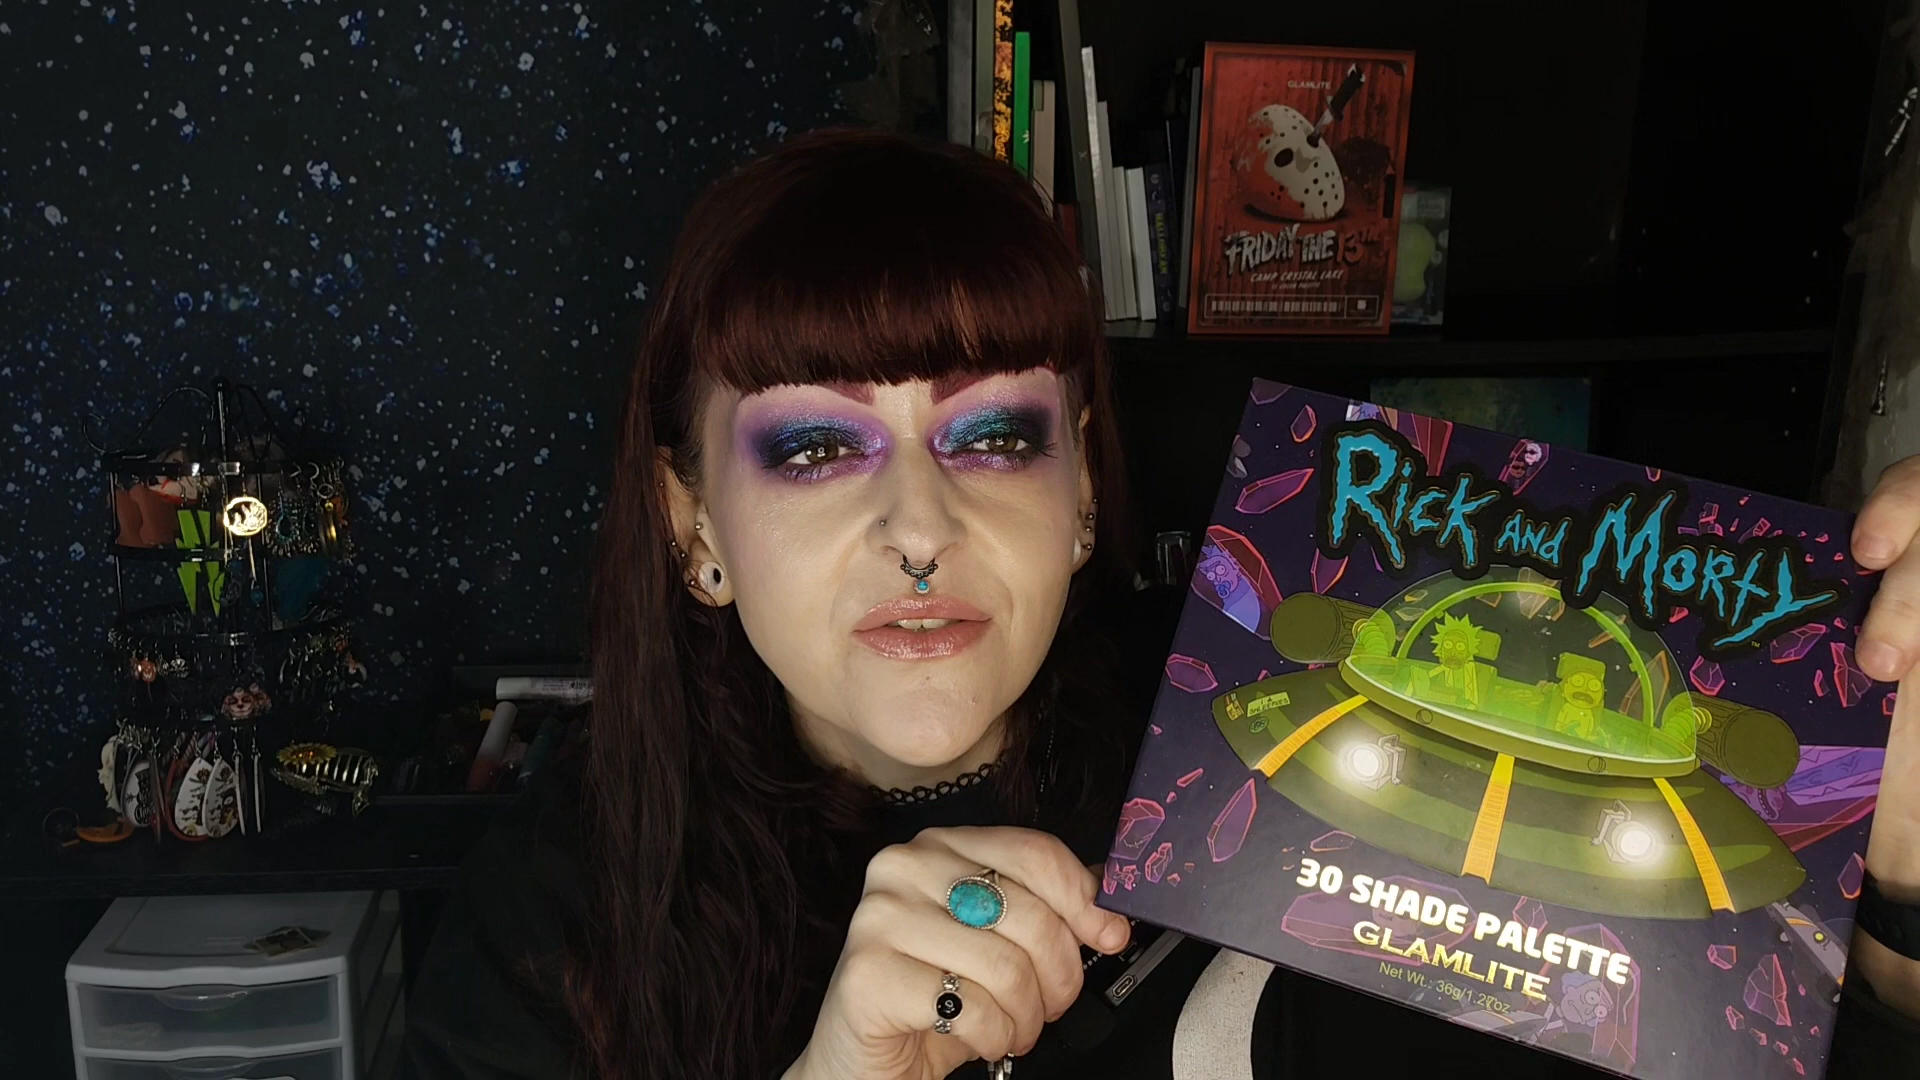 GLAMLITE
FRIDAY THE 13TH
CAMP CRYSTAL LAKE
RICK AND MORTY
30 SHADE PALETTE
GLAMLITE
Net Wt.: 36g/1.27oz.